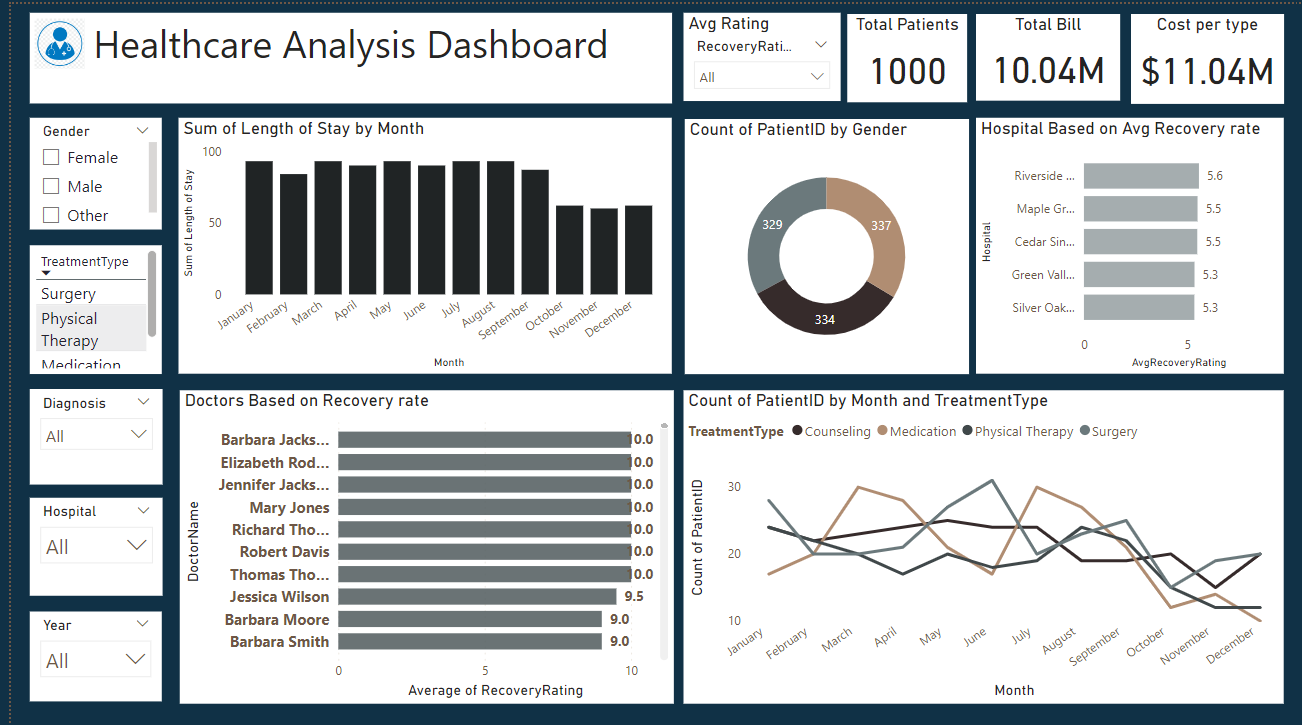 Healthcare Analysis Dashboard
Avg Rating
RecoveryRati...
All
Total Patients
1000
Total Bill
10.04M
Cost per type
$11.04M
Gender
Female
Male
Other
TreatmentType
Surgery
Physical
Therapy
Medication
Diagnosis
All
Hospital
All
Year
All
Sum of Length of Stay by Month
Sum of Length of Stay
100
50
0
January
February
March
April
May
June
July
August
September
October
November
December
Month
Count of PatientID by Gender
329
337
334
Hospital Based on Avg Recovery rate
Hospital
Riverside ... 5.6
Maple Gr... 5.5
Cedar Sin... 5.5
Green Vall... 5.3
Silver Oak... 5.3
0 5
AvgRecoveryRating
Doctors Based on Recovery rate
DoctorName
Barbara Jacks... 10.0
Elizabeth Rod... 10.0
Jennifer Jacks... 10.0
Mary Jones 10.0
Richard Tho... 10.0
Robert Davis 10.0
Thomas Tho... 10.0
Jessica Wilson 9.5
Barbara Moore 9.0
Barbara Smith 9.0
0 5 10
Average of RecoveryRating
Count of PatientID by Month and TreatmentType
TreatmentType Counseling Medication Physical Therapy Surgery
Count of PatientID
30
20
10
January
February
March
April
May
June
July
August
September
October
November
December
Month